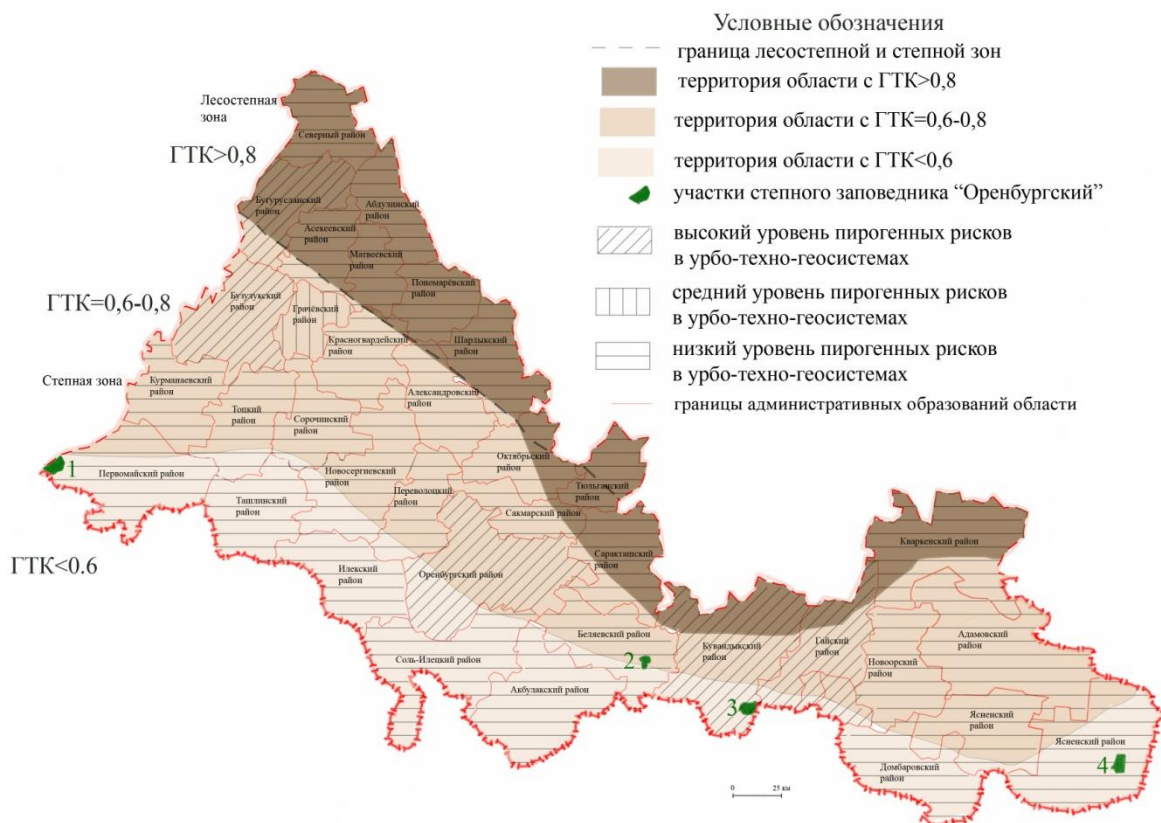 Условные обозначения
граница лесостепной и степной зон
территория области с ГТК>0,8
территория области с ГТК=0,6-0,8
территория области с ГТК<0,6
участки степного заповедника “Оренбургский”
высокий уровень пирогенных рисков
в урбо-техно-геосистемах
средний уровень пирогенных рисков
в урбо-техно-геосистемах
низкий уровень пирогенных рисков
в урбо-техно-геосистемах
границы административных образований области
Лесостепная
зона
ГТК>0,8
Северный район
Бугурусланский
район
Абдулинский
район
Асекеевский
район
Матвеевский
район
Пономарёвский
район
ГТК=0,6-0,8
Бузулукский
район
Грачёвский
район
Красногвардейский
район
Шарлыкский
район
Степная зона
Курманаевский
район
Александровский
район
Тоцкий
район
Сорочинский
район
Октябрьский
район
1
Первомайский район
Новосергиевский
район
Ташлинский
район
Переволоцкий
район
Тюльганский
район
Сакмарский район
Саракташский
район
Кваркенский район
ГТК<0.6
Илекский
район
Оренбургский район
Беляевский район
Кувандыкский
район
Гайский
район
Адамовский
район
Новоорский
район
Соль-Илецкий район
2
Акбулакский район
3
Ясненский
район
Ясненский район
Домбаровский
район
4
0 25 км